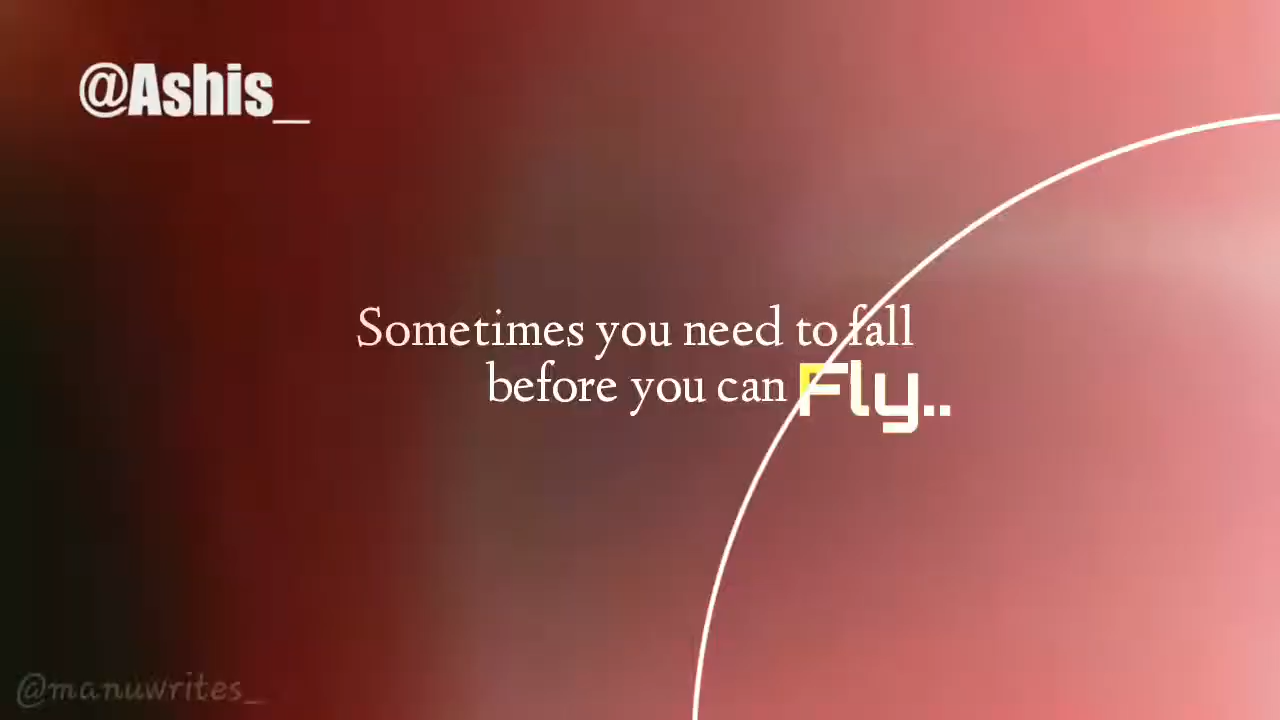 @Ashis_
Sometimes you need to fall
before you can Fly..
@manuwrites_